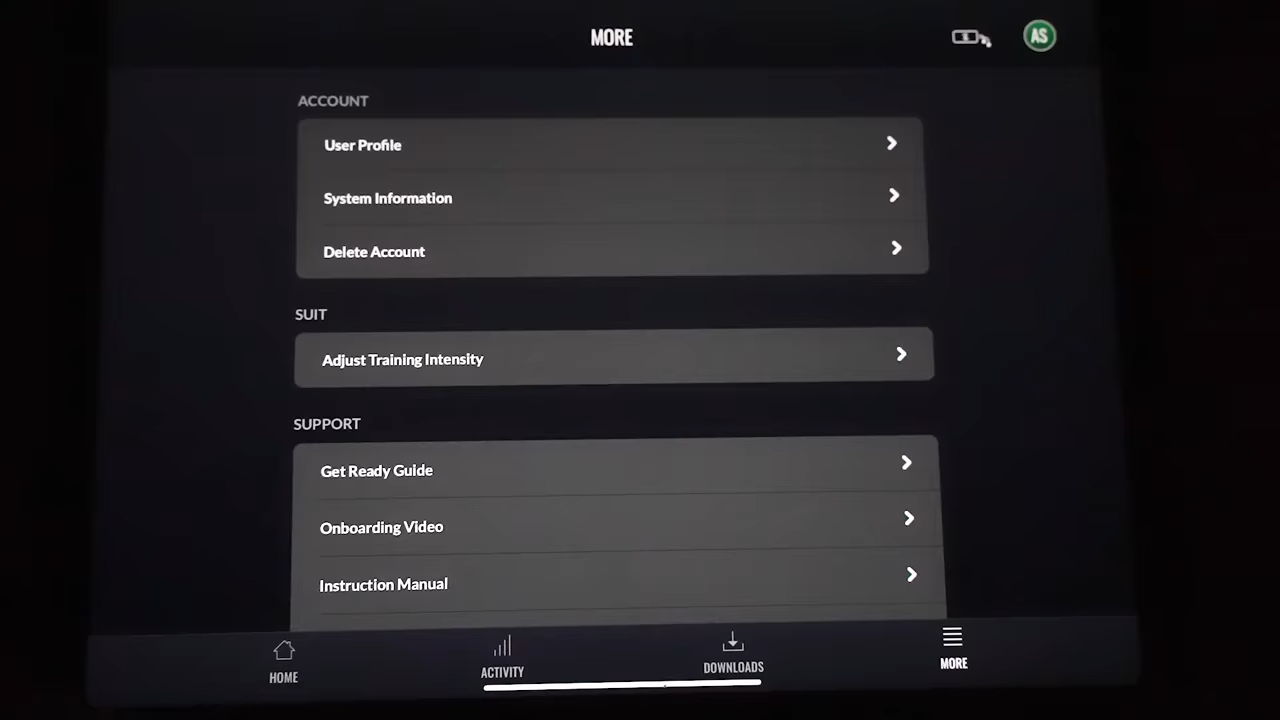 MORE
AS
ACCOUNT
User Profile
System Information
Delete Account
SUIT
Adjust Training Intensity
SUPPORT
Get Ready Guide
Onboarding Video
Instruction Manual
HOME
ACTIVITY
DOWNLOADS
MORE